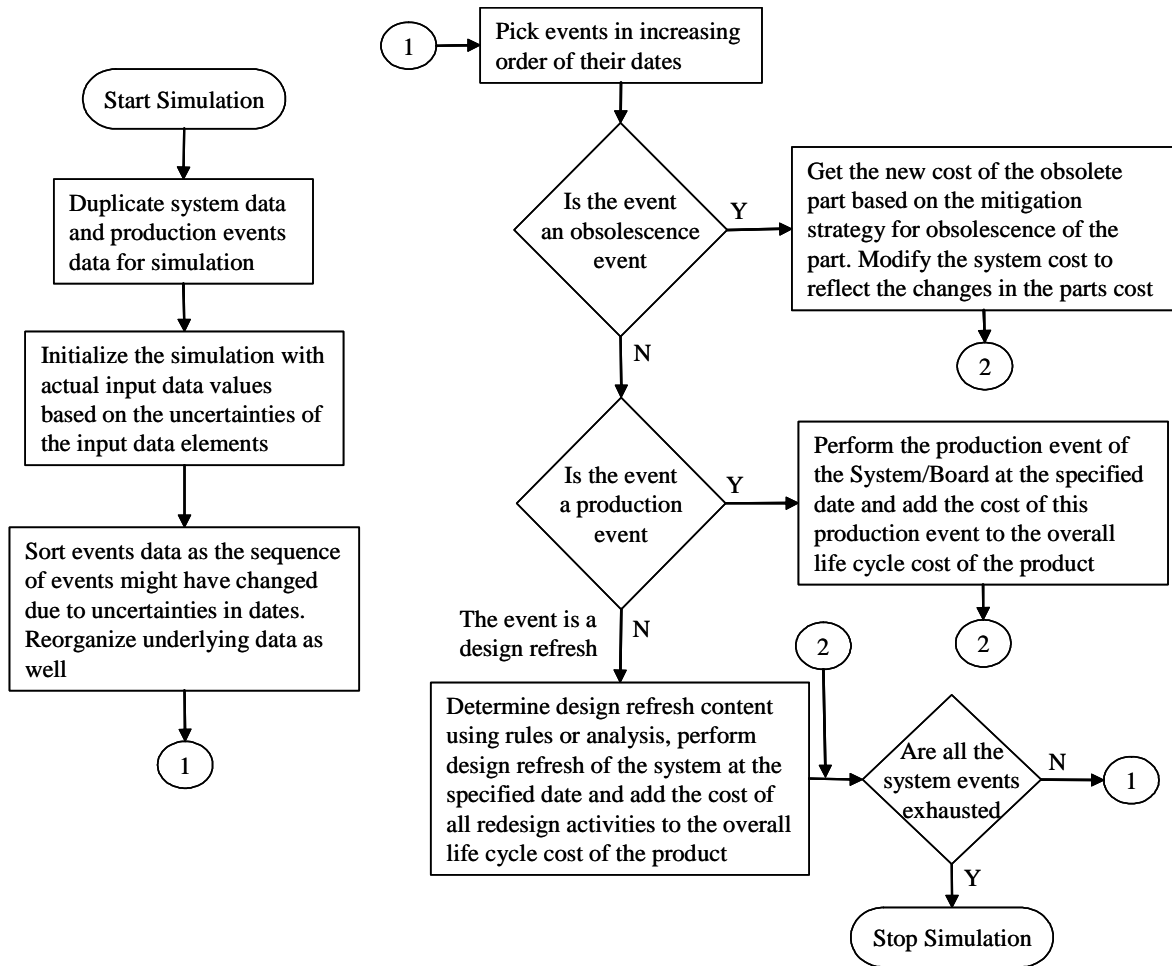 Start Simulation
Duplicate system data
and production events
data for simulation
Initialize the simulation with
actual input data values
based on the uncertainties of
the input data elements
Sort events data as the sequence
of events might have changed
due to uncertainties in dates.
Reorganize underlying data as
well
1
1
Pick events in increasing
order of their dates
Is the event
an obsolescence
event
Y
Get the new cost of the obsolete
part based on the mitigation
strategy for obsolescence of the
part. Modify the system cost to
reflect the changes in the parts cost
2
N
Is the event
a production
event
Y
Perform the production event of
the System/Board at the specified
date and add the cost of this
production event to the overall
life cycle cost of the product
2
The event is a
design refresh
N
2
Determine design refresh content
using rules or analysis, perform
design refresh of the system at the
specified date and add the cost of
all redesign activities to the overall
life cycle cost of the product
Are all the
system events
exhausted
N
1
Y
Stop Simulation